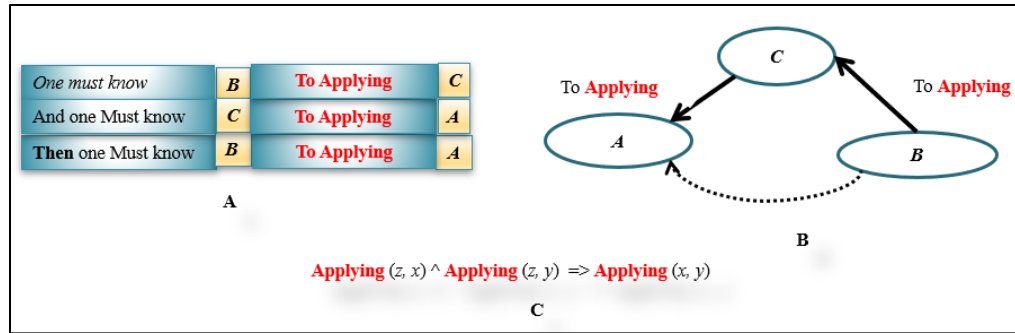 One must know B To Applying C
And one Must know C To Applying A
Then one Must know B To Applying A
A
C
To Applying
To Applying
A
B
B
Applying (z, x) ^ Applying (z, y) => Applying (x, y)
C